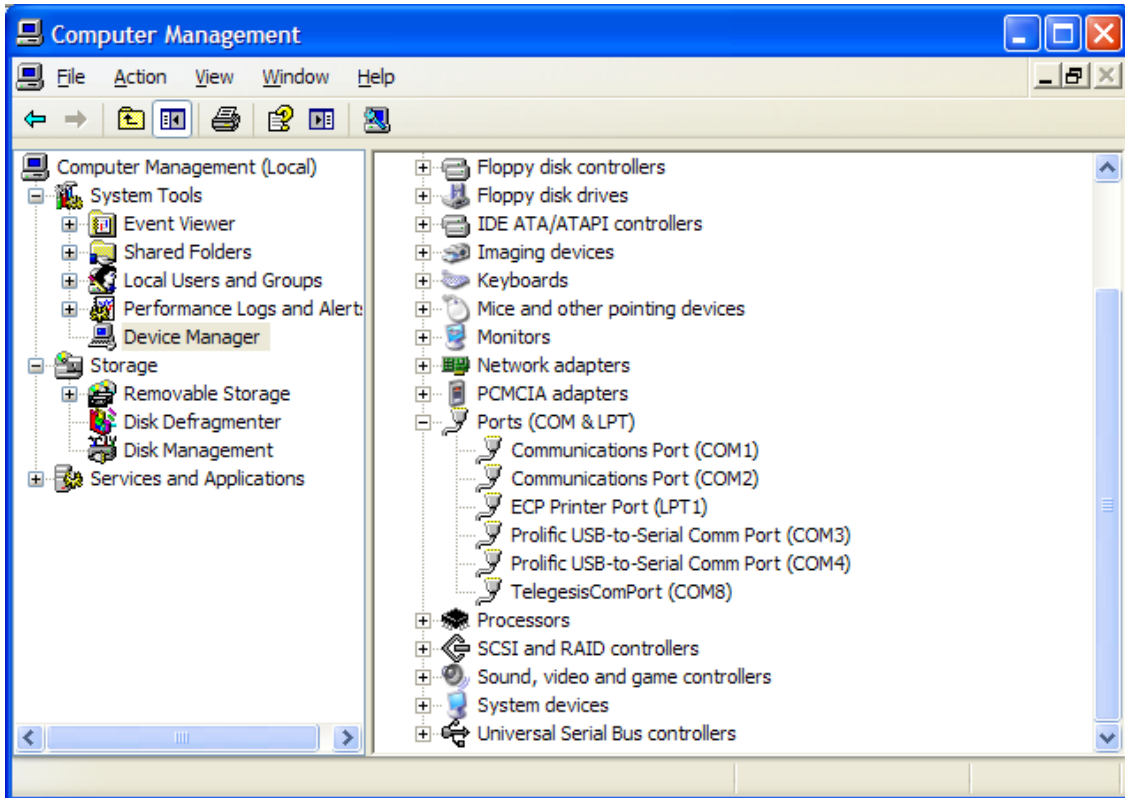 Computer Management
File Action View Window Help
Computer Management (Local)
System Tools
Event Viewer
Shared Folders
Local Users and Groups
Performance Logs and Alert
Device Manager
Storage
Removable Storage
Disk Defragmenter
Disk Management
Services and Applications
Floppy disk controllers
Floppy disk drives
IDE ATA/ATAPI controllers
Imaging devices
Keyboards
Mice and other pointing devices
Monitors
Network adapters
PCMCIA adapters
Ports (COM & LPT)
Communications Port (COM1)
Communications Port (COM2)
ECP Printer Port (LPT1)
Prolific USB-to-Serial Comm Port (COM3)
Prolific USB-to-Serial Comm Port (COM4)
TelegesisComPort (COM8)
Processors
SCSI and RAID controllers
Sound, video and game controllers
System devices
Universal Serial Bus controllers